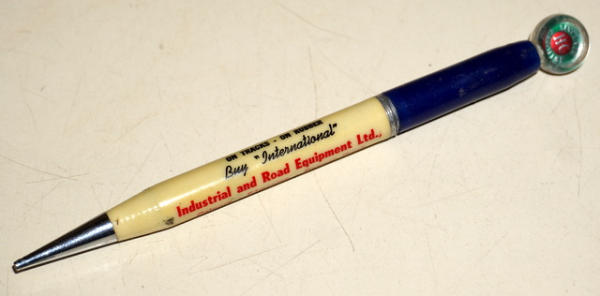 ON TRACKS - ON RUBBER
Buy "International"
Industrial and Road Equipment Ltd.,